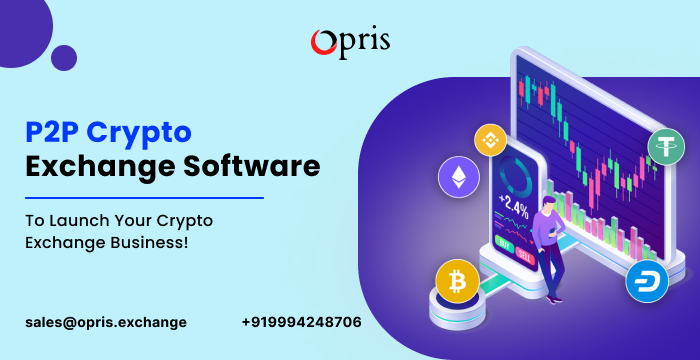 Opris
P2P Crypto
Exchange Software
To Launch Your Crypto
Exchange Business!
+2.4%
BUY SELL
sales@opris.exchange +919994248706